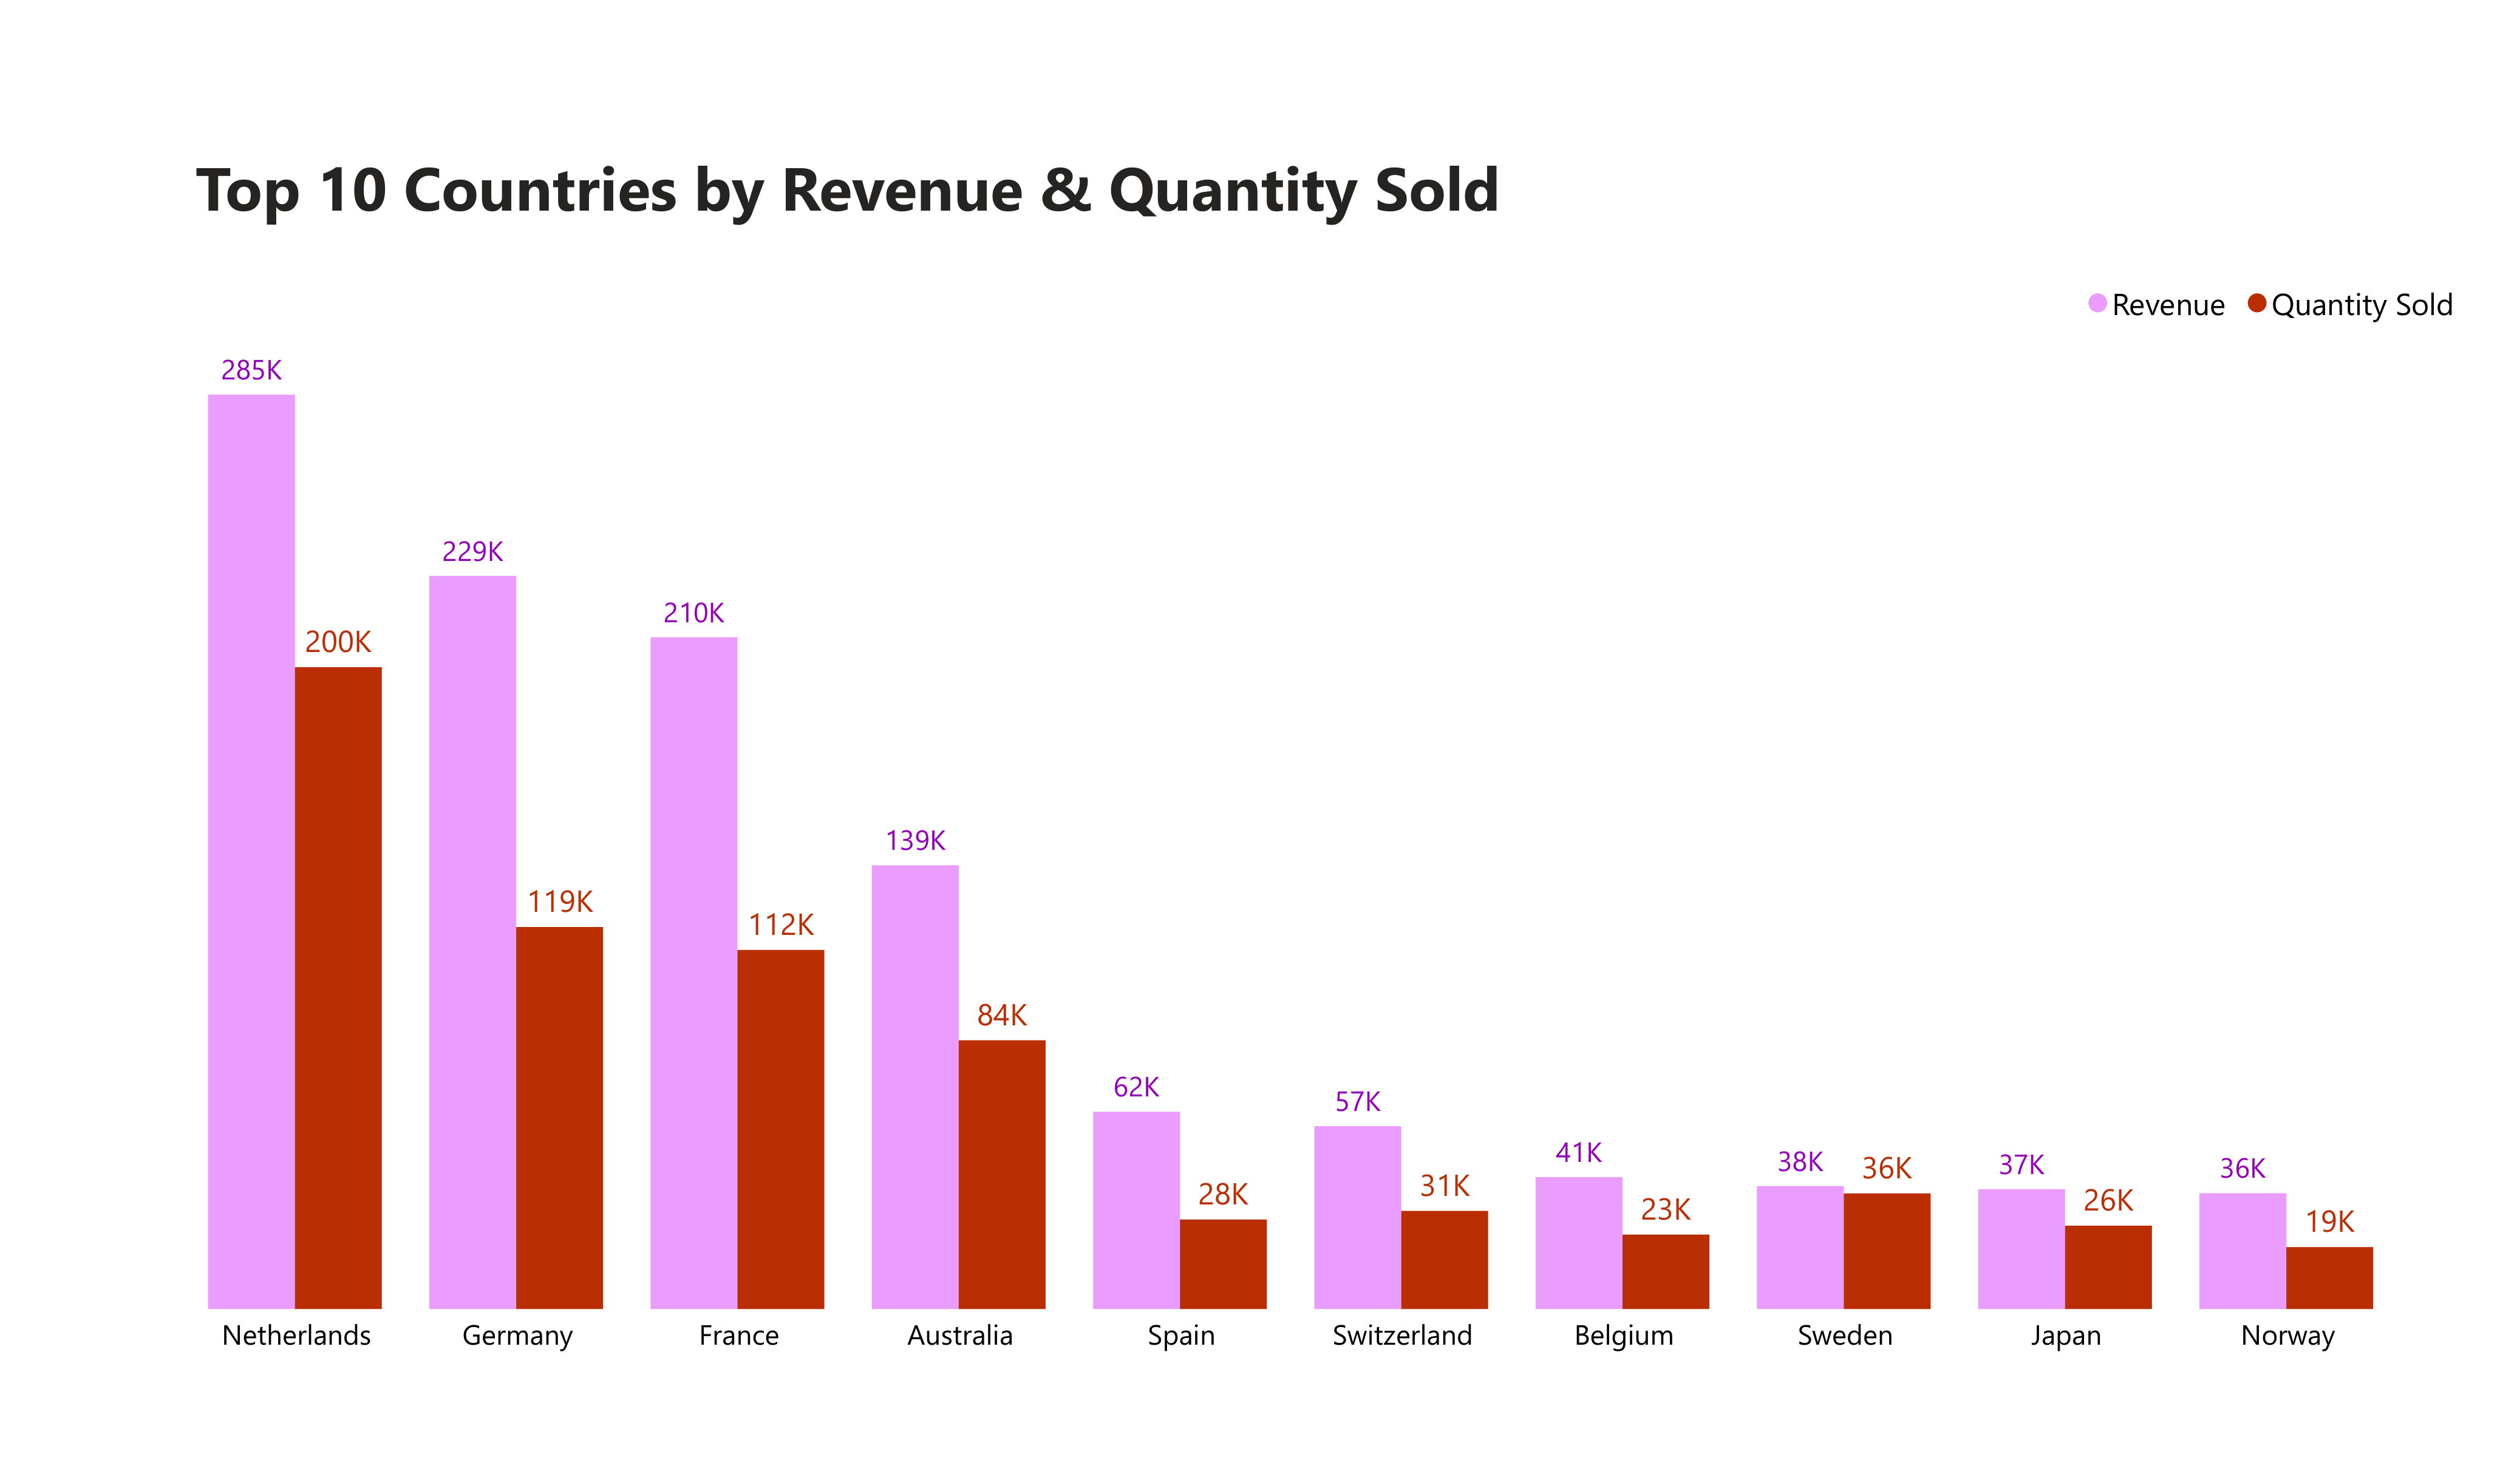 Top 10 Countries by Revenue & Quantity Sold
Revenue Quantity Sold
285K 200K 229K 119K 210K 112K 139K 84K 62K 28K 57K 31K 41K 23K 38K 36K 37K 26K 36K 19K
Netherlands Germany France Australia Spain Switzerland Belgium Sweden Japan Norway